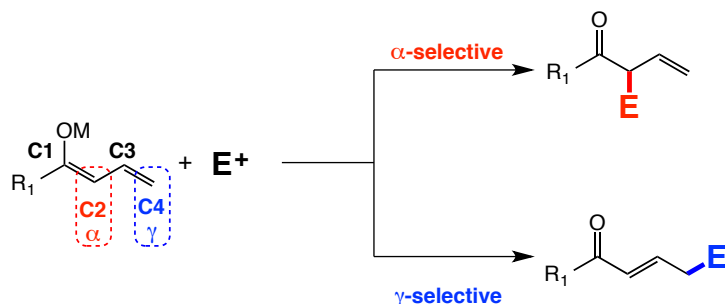 α-selective
O
R1
E
OM
C1
C3
R1
C2
α
C4
γ
+
E+
O
R1
E
γ-selective